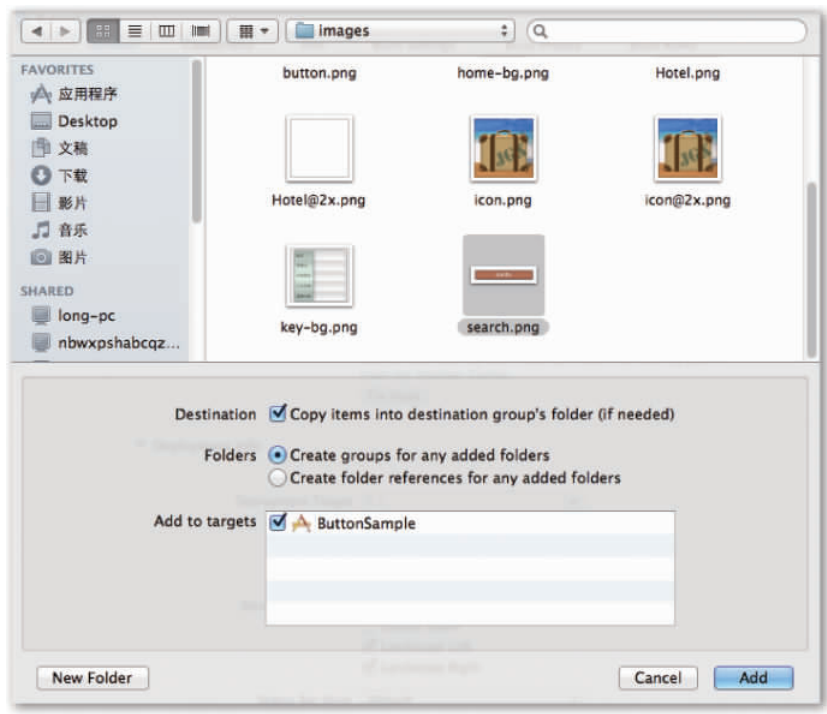 images
FAVORITES
应用程序
Desktop
文稿
下载
影片
音乐
图片
SHARED
long-pc
nbwxpshabcqz...
button.png
home-bg.png
Hotel.png
Hotel@2x.png
icon.png
icon@2x.png
key-bg.png
search.png
Destination Copy items into destination group's folder (if needed)
Folders Create groups for any added folders
Create folder references for any added folders
Add to targets ButtonSample
New Folder Cancel Add